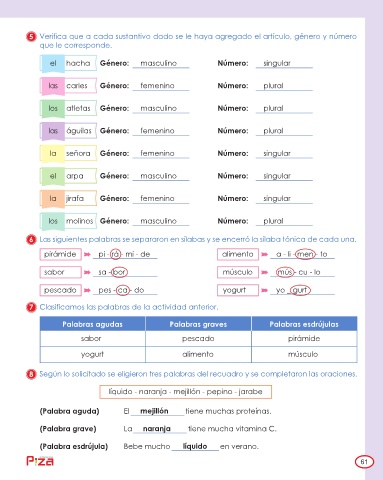 5 Verifica que a cada sustantivo dado se le haya agregado el artículo, género y número
que le corresponde.
el hacha Género: masculino Número: singular
las caries Género: femenino Número: plural
los atletas Género: masculino Número: plural
las águilas Género: femenino Número: plural
la señora Género: femenino Número: singular
el arpa Género: masculino Número: singular
la jirafa Género: femenino Número: singular
los molinos Género: masculino Número: plural
6 Las siguientes palabras se separaron en sílabas y se encerró la sílaba tónica de cada una.
pirámide pi - rá - mi - de alimento a - li - men - to
sabor sa - bor músculo mús - cu - lo
pescado pes - ca - do yogurt yo gurt
7 Clasificamos las palabras de la actividad anterior.
Palabras agudas Palabras graves Palabras esdrújulas
sabor pescado pirámide
yogurt alimento músculo
8 Según lo solicitado se eligieron tres palabras del recuadro y se completaron las oraciones.
líquido - naranja - mejillón - pepino - jarabe
(Palabra aguda) El mejillón tiene muchas proteínas.
(Palabra grave) La naranja tiene mucha vitamina C.
(Palabra esdrújula) Bebe mucho líquido en verano.
Piza 61